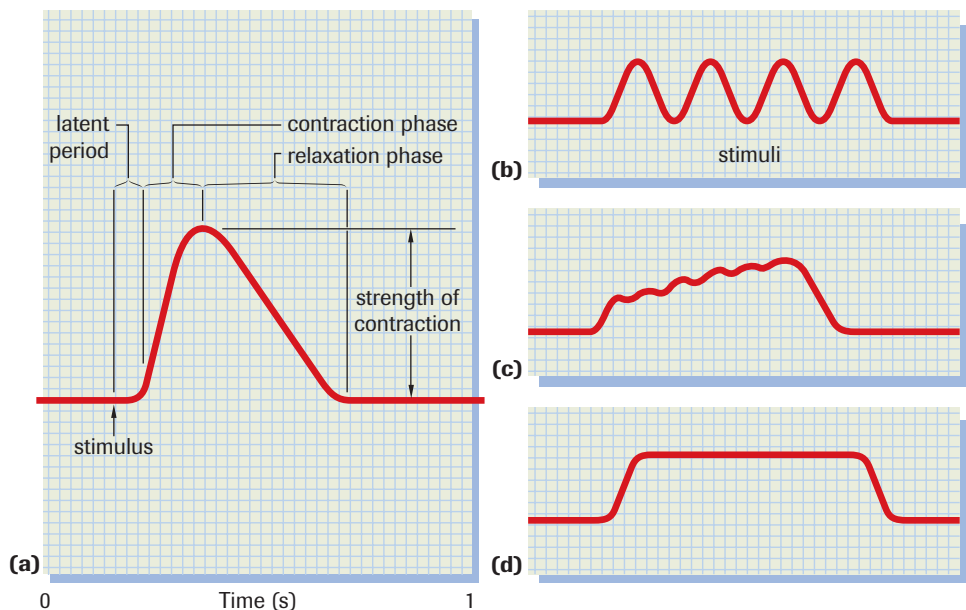 latent
period
contraction phase
relaxation phase
strength of
contraction
stimulus
(a)
0
Time (s)
1
stimuli
(b)
(c)
(d)